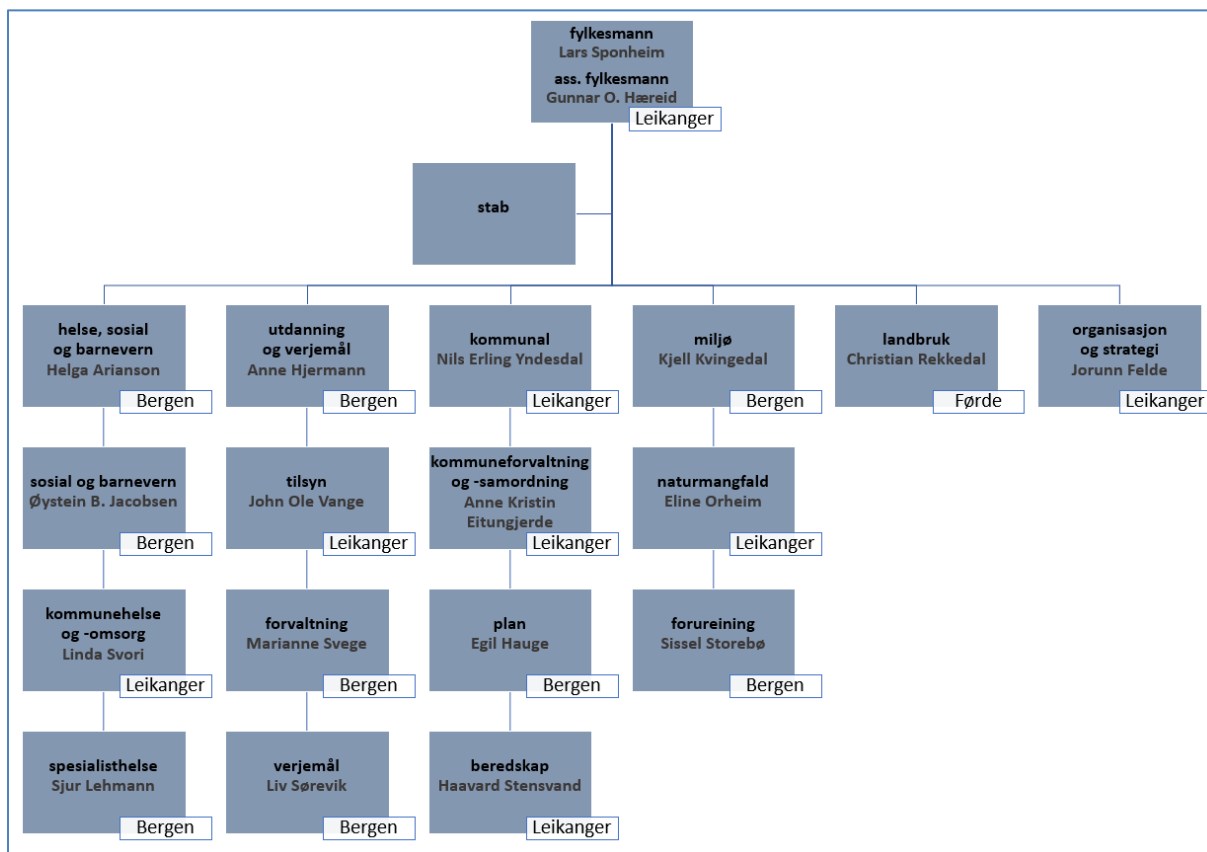 fylkesmann
Lars Sponheim
ass. fylkesmann
Gunnar O. Hæreid
Leikanger
stab
helse, sosial
og barnevern
Helga Arianson
Bergen
utdanning
og verjemål
Anne Hjermann
Bergen
kommunal
Nils Erling Yndesdal
Leikanger
miljø
Kjell Kvingedal
Bergen
landbruk
Christian Rekkedal
Førde
organisasjon
og strategi
Jorunn Felde
Leikanger
sosial og barnevern
Øystein B. Jacobsen
Bergen
tilsyn
John Ole Vange
Leikanger
kommuneforvaltning
og -samordning
Anne Kristin
Eitungjerde
Leikanger
naturmangfald
Eline Orheim
Leikanger
kommunehelse
og -omsorg
Linda Svori
Leikanger
forvaltning
Marianne Svege
Bergen
plan
Egil Hauge
Bergen
forureining
Sissel Storebø
Bergen
spesialisthelse
Sjur Lehmann
Bergen
verjemål
Liv Sørevik
Bergen
beredskap
Haavard Stensvand
Leikanger